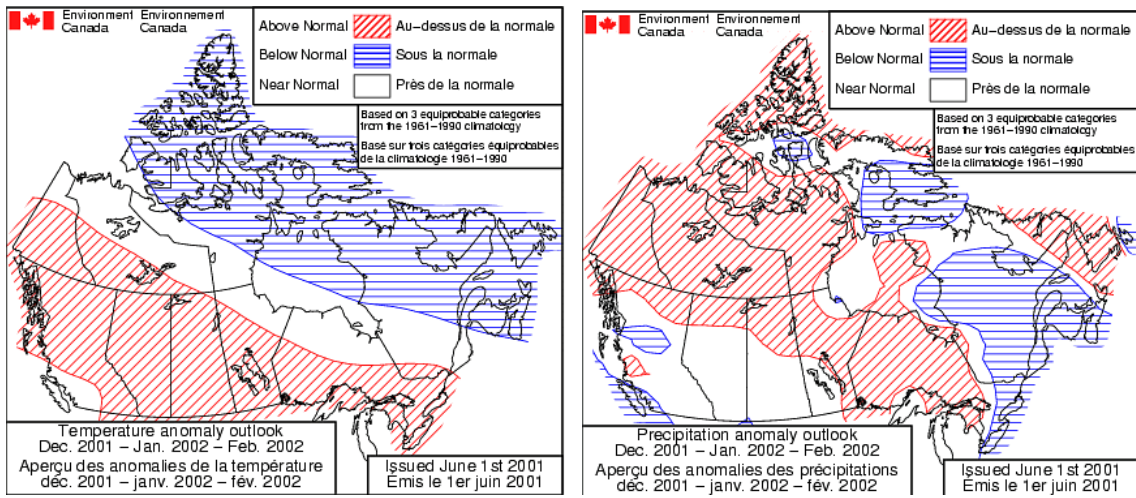 Environment Environnement
Canada Canada
Above Normal Au-dessus de la normale
Below Normal Sous la normale
Near Normal Près de la normale
Based on 3 equiprobable categories
from the 1961-1990 climatology
Basé sur trois catégories équiprobables
de la climatologie 1961-1990
Temperature anomaly outlook
Dec. 2001 - Jan. 2002 - Feb. 2002
Aperçu des anomalies de la température
déc. 2001 - janv. 2002 - fév. 2002
Issued June 1st 2001
Émis le 1er juin 2001
Environment Environnement
Canada Canada
Above Normal Au-dessus de la normale
Below Normal Sous la normale
Near Normal Près de la normale
Based on 3 equiprobable categories
from the 1961-1990 climatology
Basé sur trois catégories équiprobables
de la climatologie 1961-1990
Precipitation anomaly outlook
Dec. 2001 - Jan. 2002 - Feb. 2002
Aperçu des anomalies des précipitations
déc. 2001 - janv. 2002 - fév. 2002
Issued June 1st 2001
Émis le 1er juin 2001